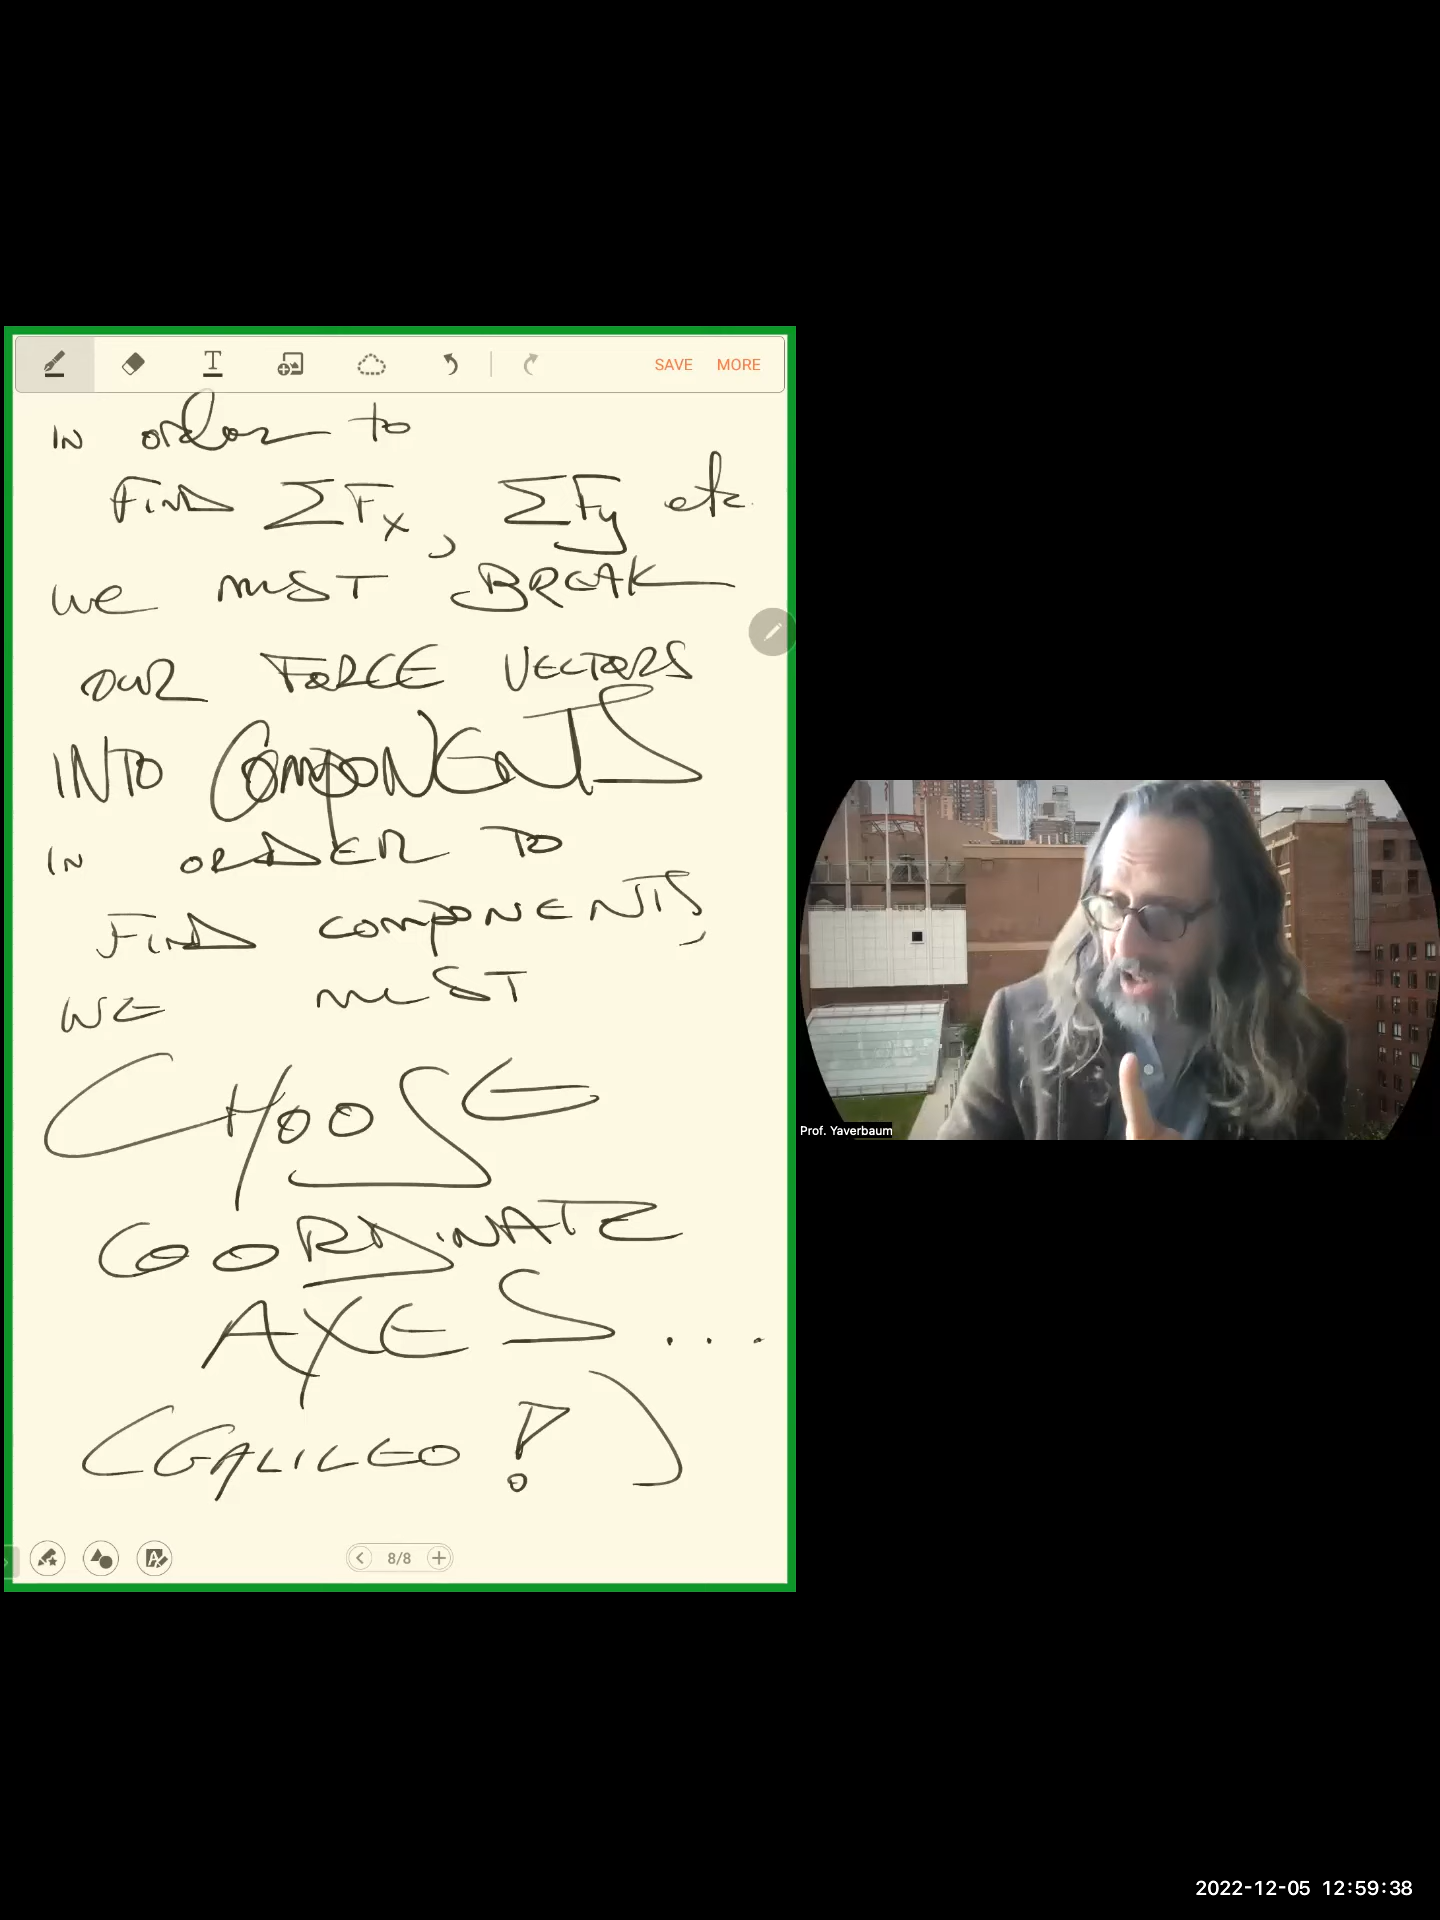 T
SAVE
MORE
IN order to
FIND ΣFx, ΣFy etc
WE MUST BREAK
OUR FORCE VECTORS
INTO COMPONENTS
IN ORDER TO
FIND COMPONENTS,
WE MUST
CHOOSE
COORDINATE
AXES...
(GALILEO!)
8/8
Prof. Yaverbaum
2022-12-05 12:59:38